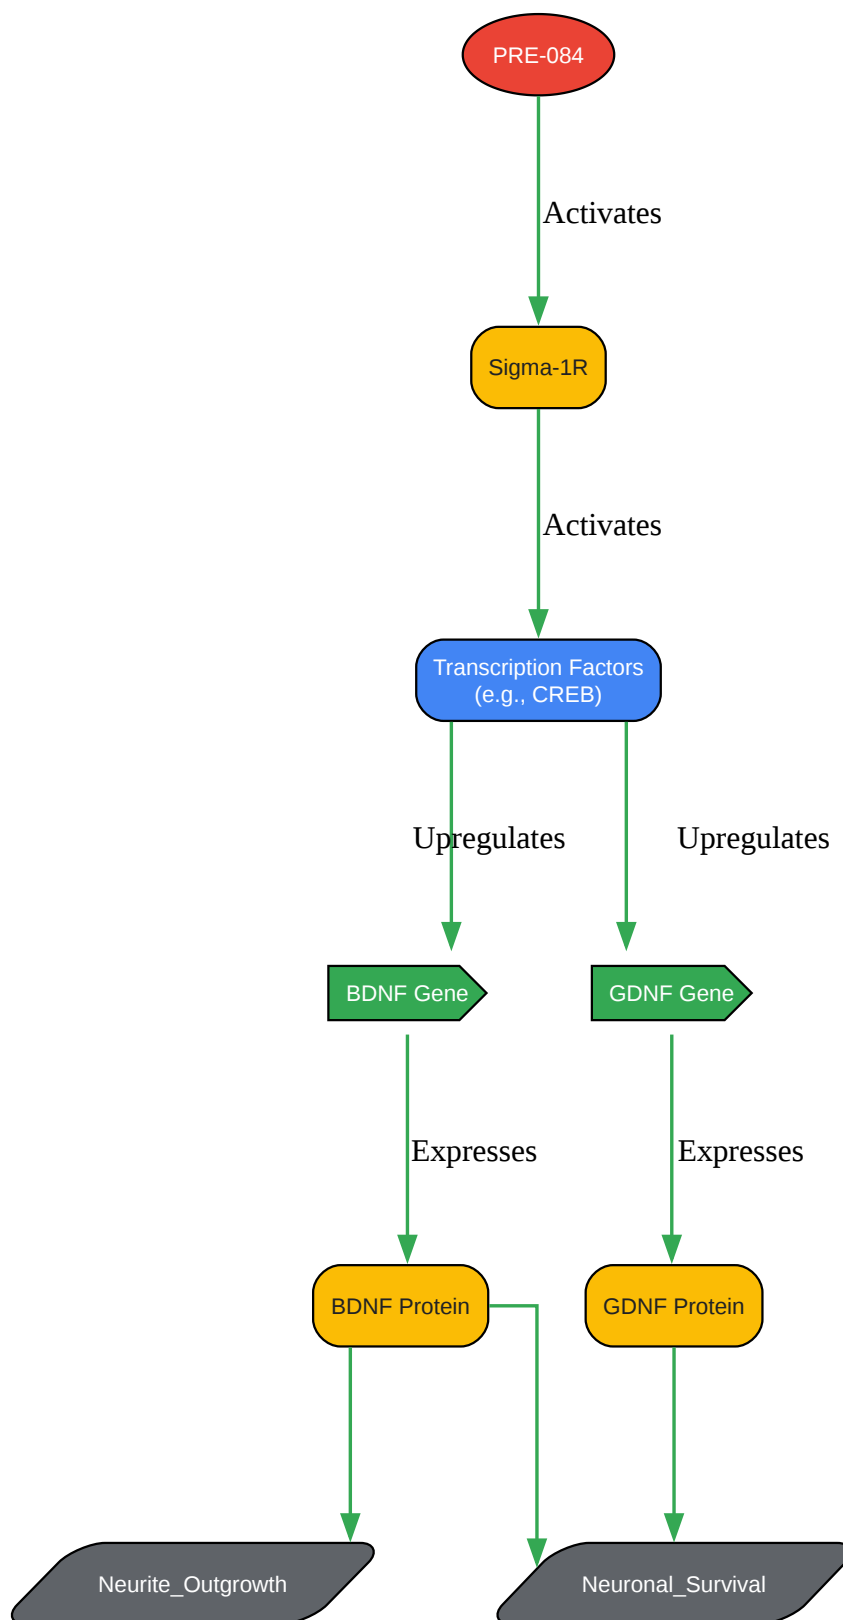 PRE-084
Activates
Sigma-1R
Activates
Transcription Factors
(e.g., CREB)
Upregulates
Upregulates
BDNF Gene
GDNF Gene
Expresses
Expresses
BDNF Protein
GDNF Protein
Neurite_Outgrowth
Neuronal_Survival